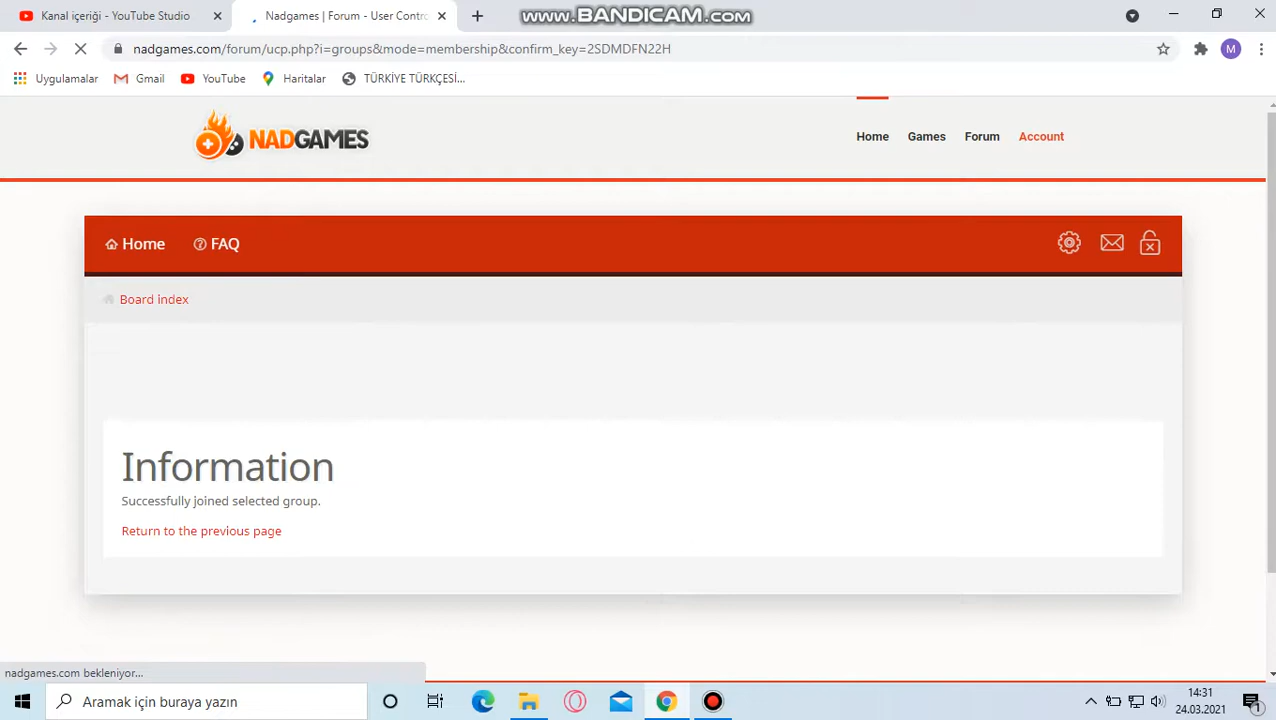 Kanal içeriği - YouTube Studio
Nadgames | Forum - User Contro
www.BANDICAM.com
nadgames.com/forum/ucp.php?i=groups&mode=membership&confirm_key=2SDMDFN22H
M
Uygulamalar
Gmail
YouTube
Haritalar
TÜRKİYE TÜRKÇESİ...
NADGAMES
Home
Games
Forum
Account
Home
FAQ
Board index
Information
Successfully joined selected group.
Return to the previous page
nadgames.com bekleniyor...
Aramak için buraya yazın
14:31
24.03.2021
1